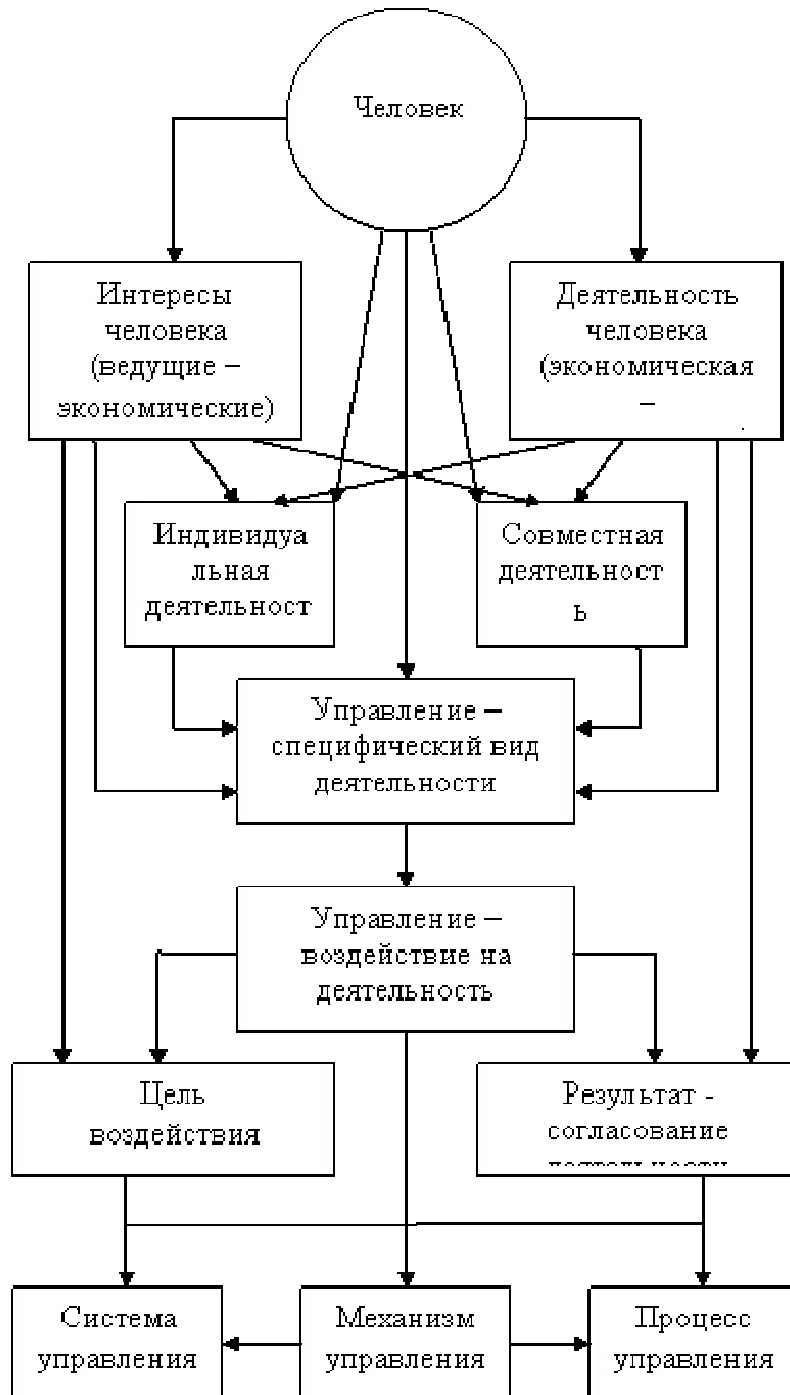 Человек
Интересы
человека
(ведущие –
экономические)
Деятельность
человека
(экономическая
–
Индивидуа
льная
деятельност
Совместная
деятельност
ь
Управление –
специфический вид
деятельности
Управление –
воздействие на
деятельность
Цель
воздействия
Результат -
согласование
Система
управления
Механизм
управления
Процесс
управления